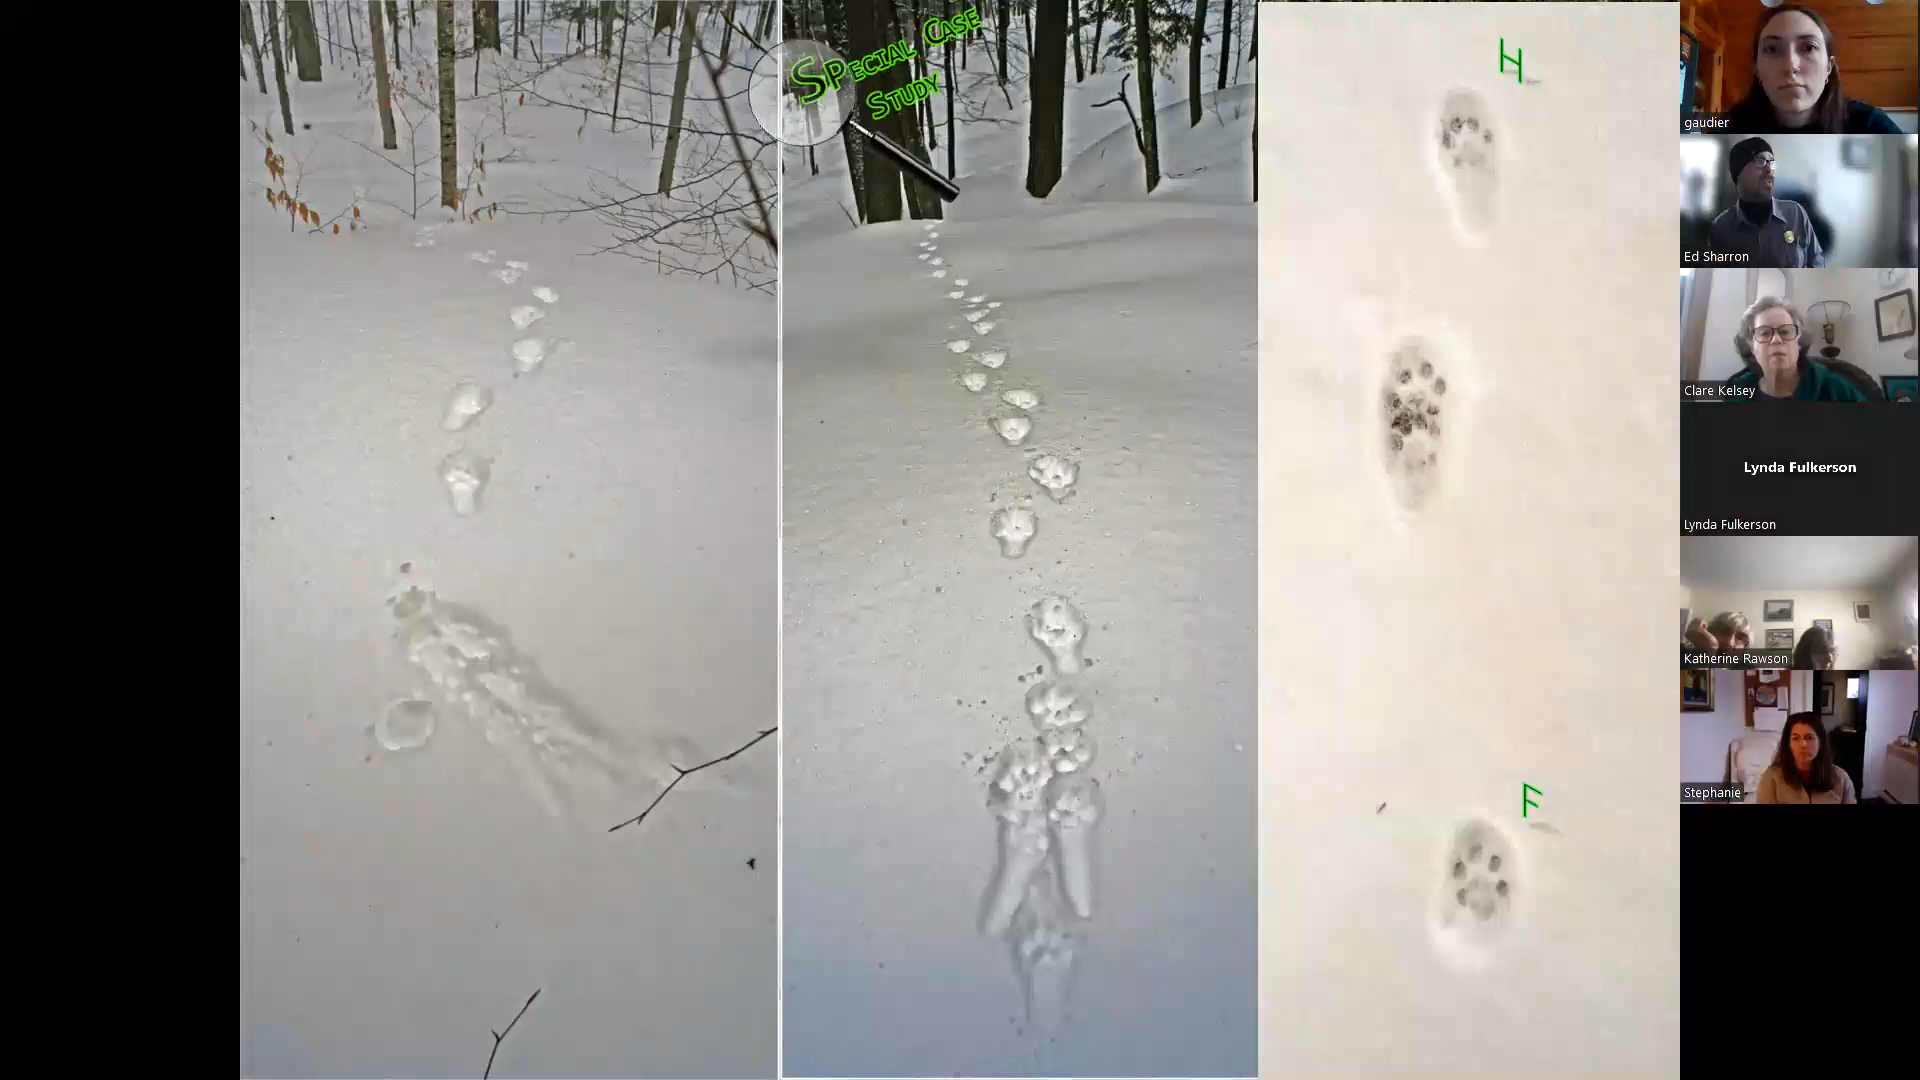 Special Case
Study
H
F
gaudier
Ed Sharron
Clare Kelsey
Lynda Fulkerson
Lynda Fulkerson
Katherine Rawson
Stephanie